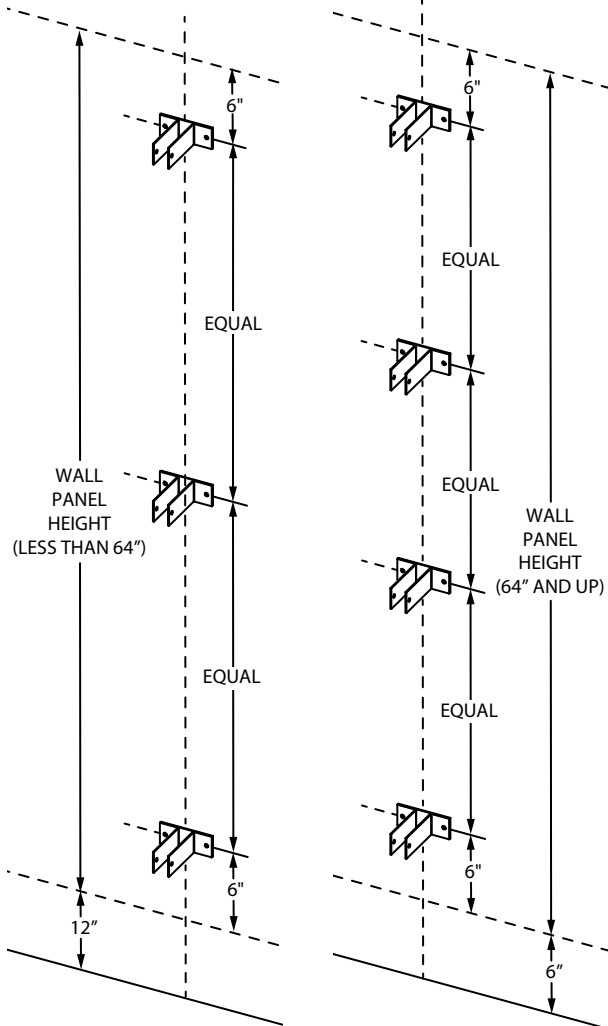 6"
EQUAL
WALL
PANEL
HEIGHT
(LESS THAN 64”)
EQUAL
6"
12”
6"
EQUAL
EQUAL
WALL
PANEL
HEIGHT
(64” AND UP)
EQUAL
6"
6”